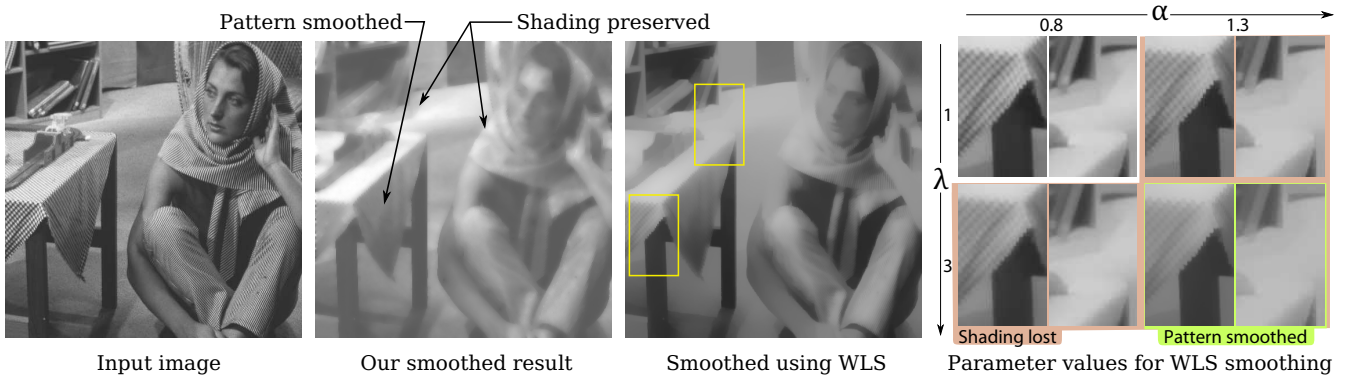 Pattern smoothed
Shading preserved
α
0.8
1.3
1
λ
3
Shading lost
Pattern smoothed
Input image
Our smoothed result
Smoothed using WLS
Parameter values for WLS smoothing